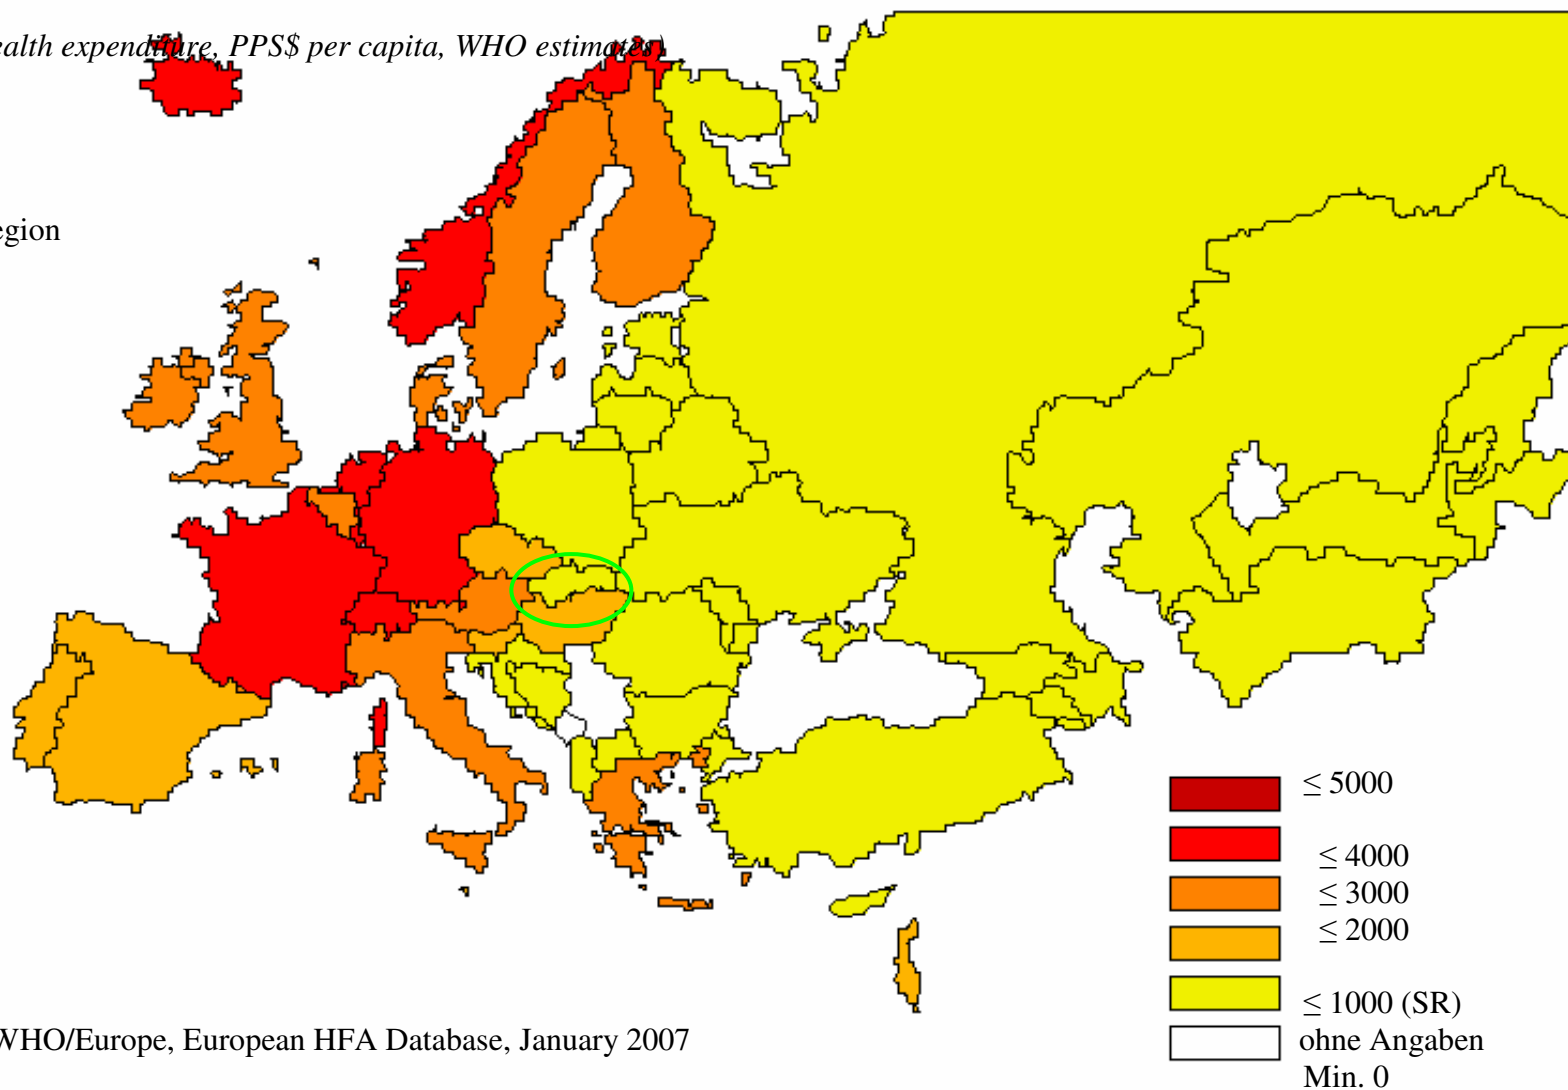 ealth expenditure, PPS$ per capita, WHO estimates)
egion
≤ 5000
≤ 4000
≤ 3000
≤ 2000
≤ 1000 (SR)
ohne Angaben
Min. 0
WHO/Europe, European HFA Database, January 2007